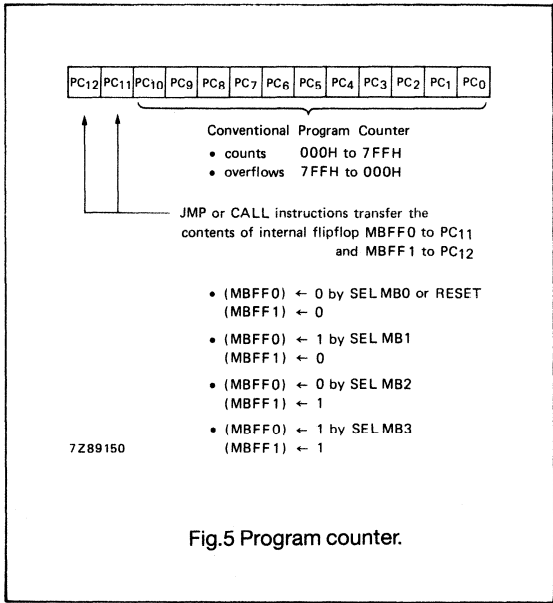 PC12 PC11 PC10 PC9 PC8 PC7 PC6 PC5 PC4 PC3 PC2 PC1 PC0
Conventional Program Counter
• counts 000H to 7FFH
• overflows 7FFH to 000H
JMP or CALL instructions transfer the
contents of internal flipflop MBFF0 to PC11
and MBFF1 to PC12
• (MBFF0) ← 0 by SEL MB0 or RESET
(MBFF1) ← 0
• (MBFF0) ← 1 by SEL MB1
(MBFF1) ← 0
• (MBFF0) ← 0 by SEL MB2
(MBFF1) ← 1
• (MBFF0) ← 1 by SEL MB3
7Z89150 (MBFF1) ← 1
Fig.5 Program counter.